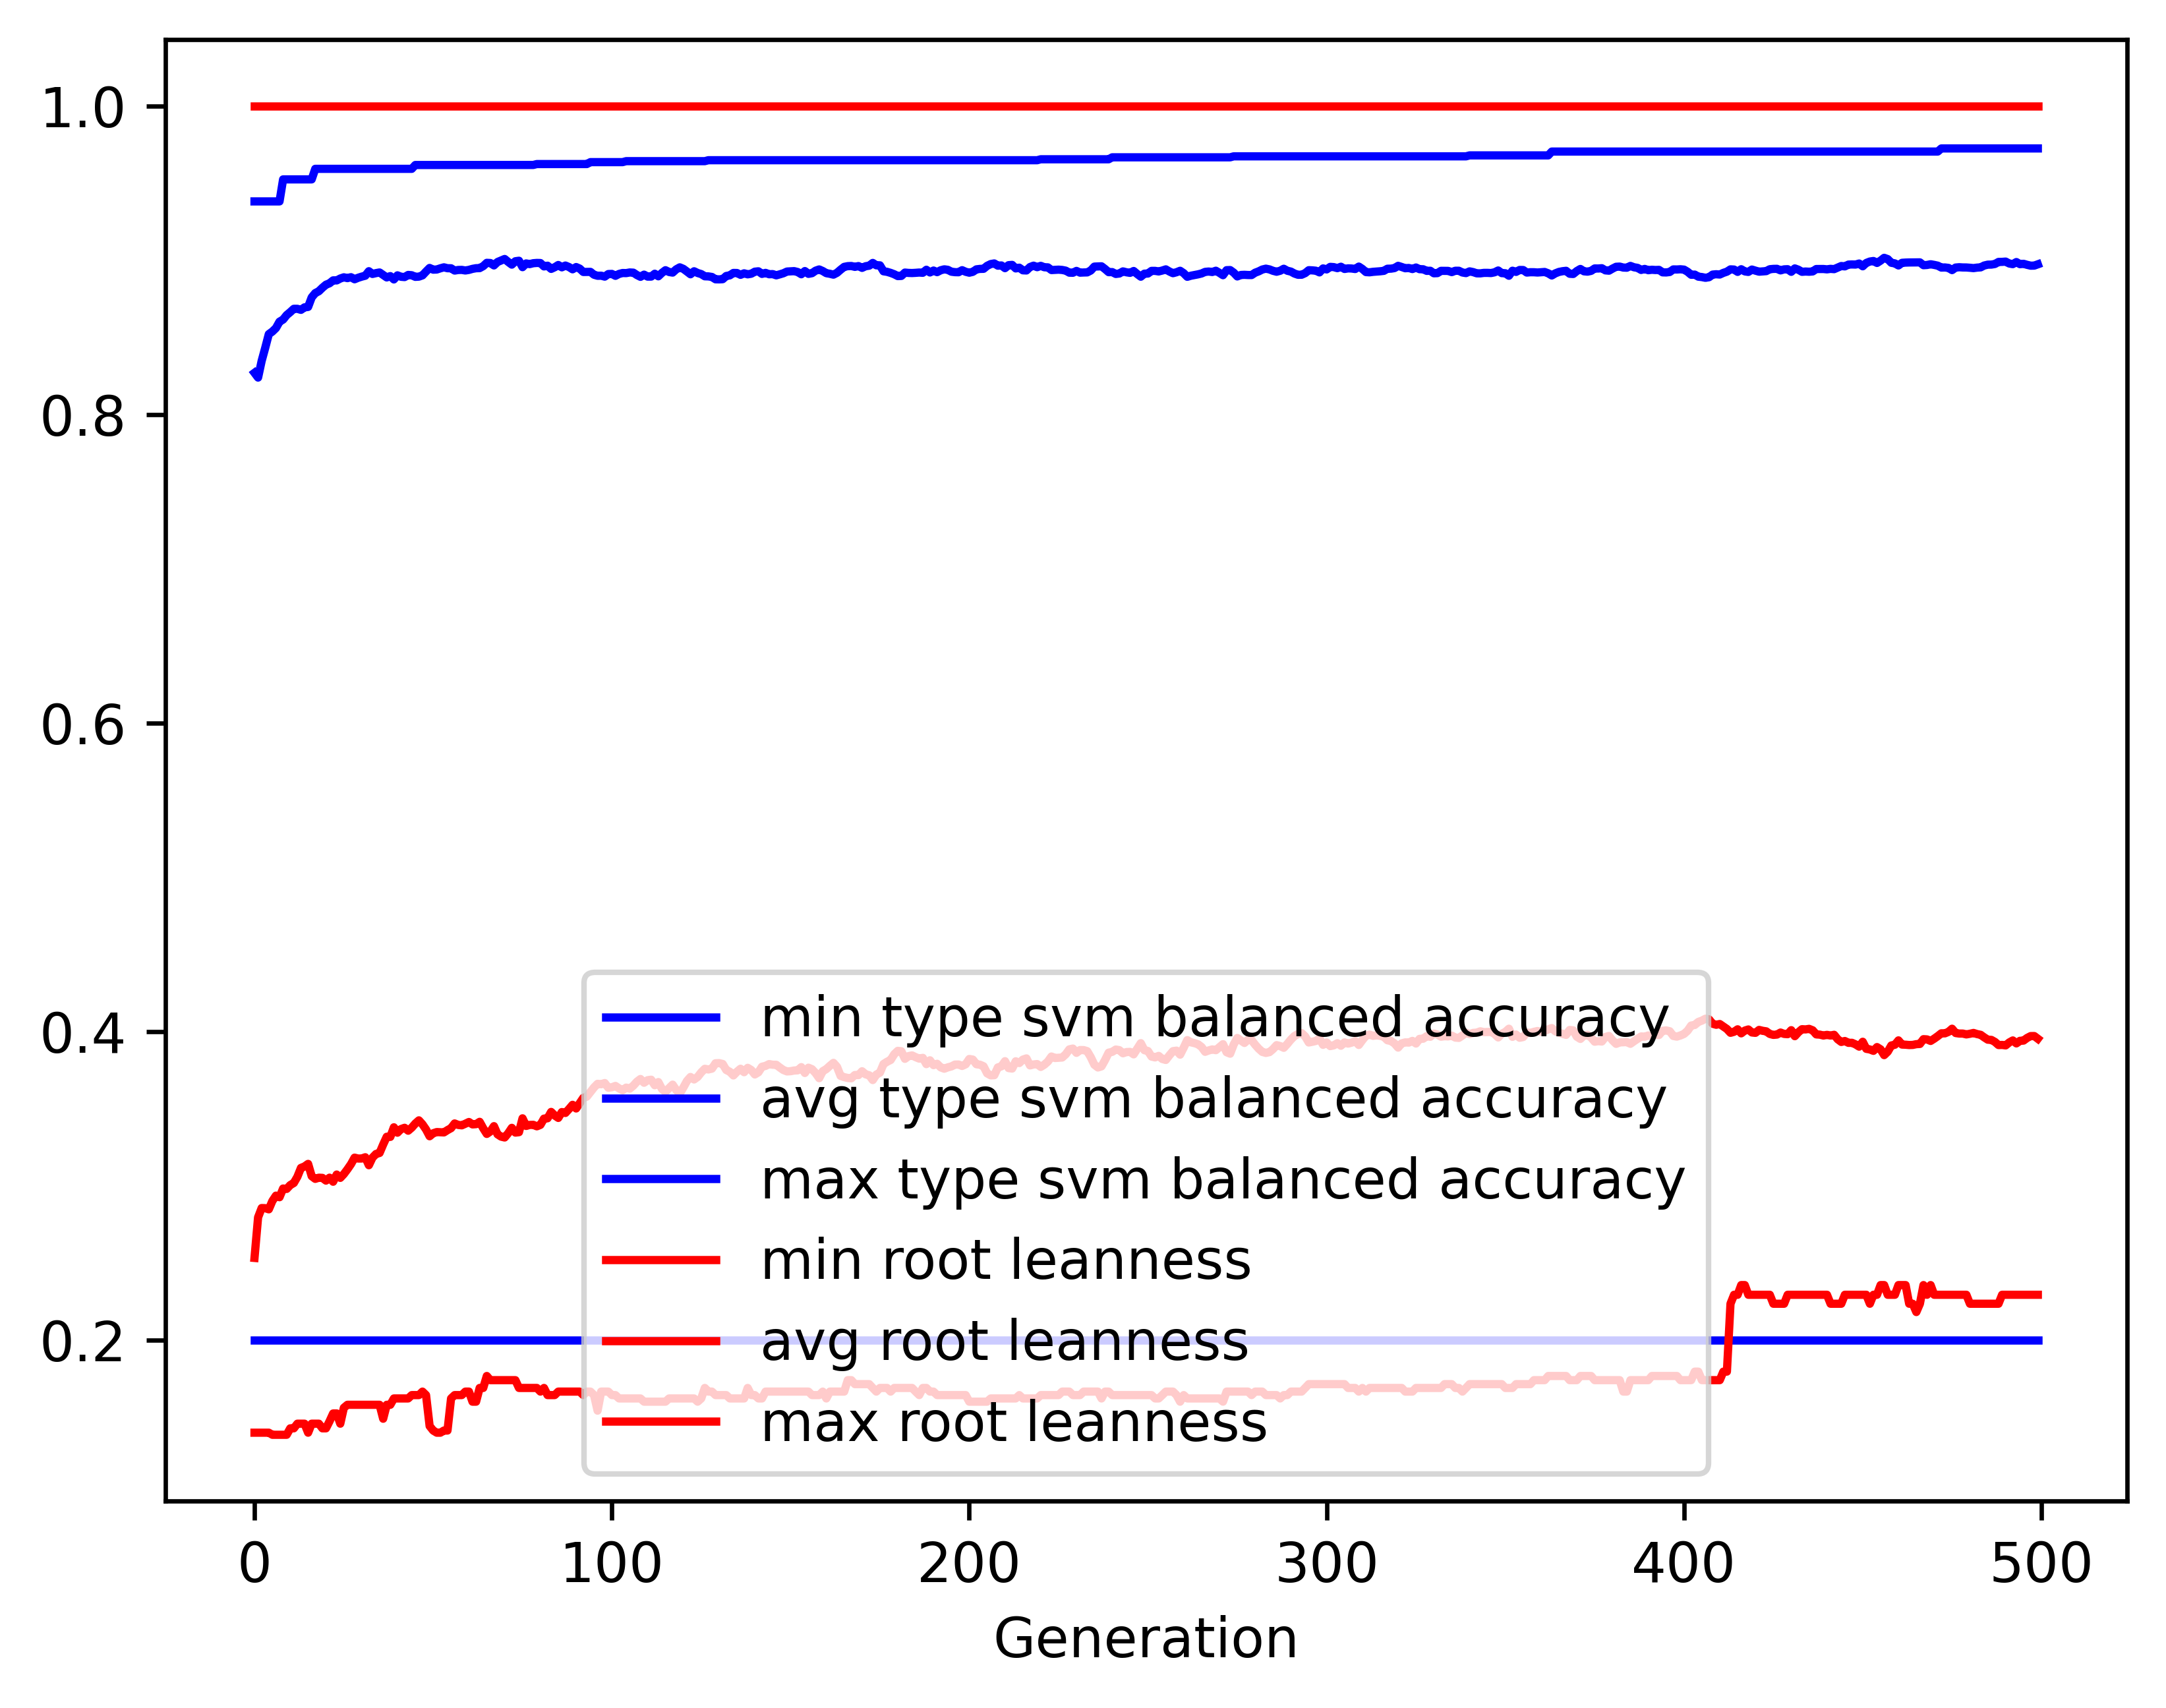 1.0
0.8
0.6
0.4
0.2
min type svm balanced accuracy
avg type svm balanced accuracy
max type svm balanced accuracy
min root leanness
avg root leanness
max root leanness
0 100 200 300 400 500
Generation